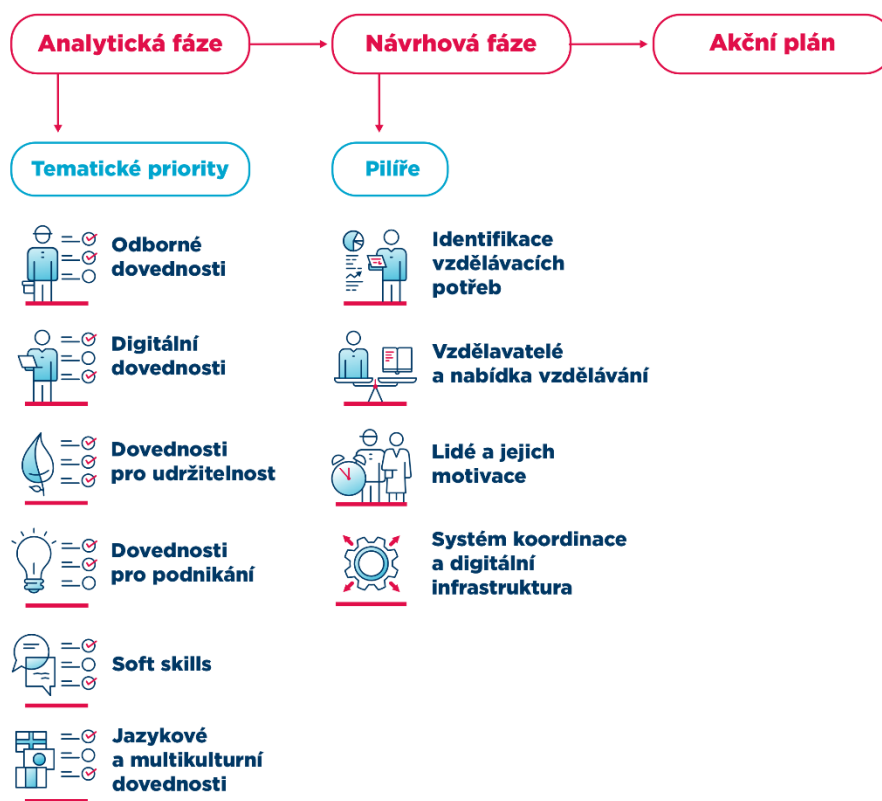 Analytická fáze
Návrhová fáze
Akční plán
Tematické priority
Pilíře
Odborné
dovednosti
Digitální
dovednosti
Dovednosti
pro udržitelnost
Dovednosti
pro podnikání
Soft skills
Jazykové
a multikulturní
dovednosti
Identifikace
vzdělávacích
potřeb
Vzdělavatelé
a nabídka vzdělávání
Lidé a jejich
motivace
Systém koordinace
a digitální
infrastruktura